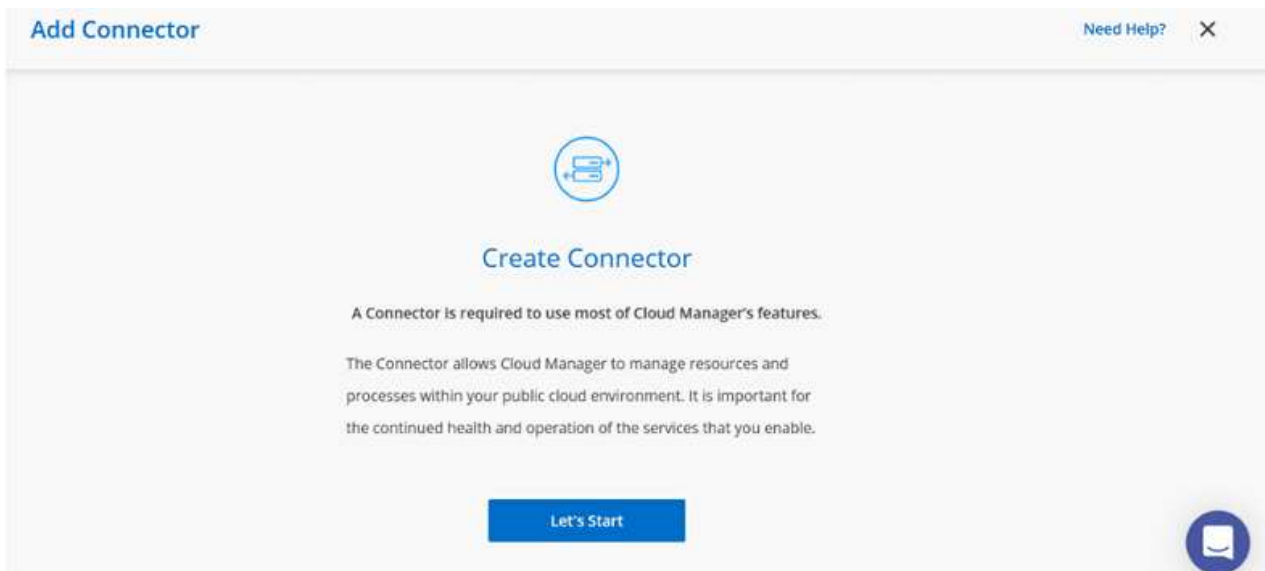 Add Connector
Need Help?
Create Connector
A Connector is required to use most of Cloud Manager's features.
The Connector allows Cloud Manager to manage resources and
processes within your public cloud environment. It is important for
the continued health and operation of the services that you enable.
Let's Start